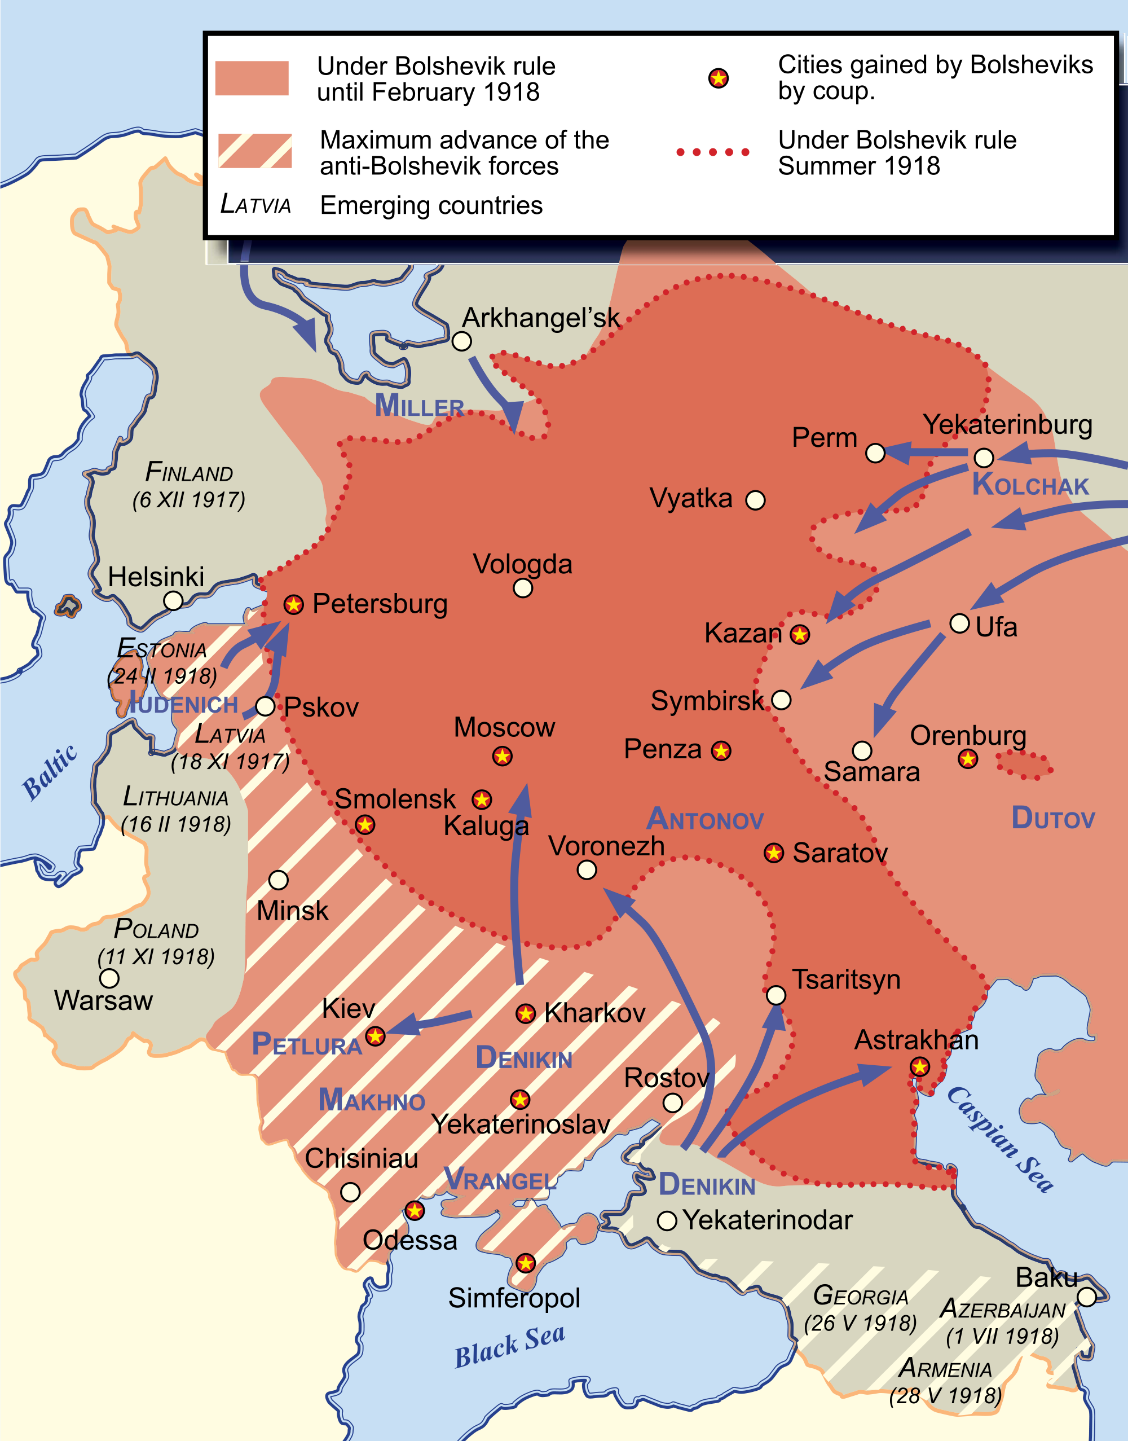 Under Bolshevik rule
until February 1918
Cities gained by Bolsheviks
by coup.
Maximum advance of the
anti-Bolshevik forces
Under Bolshevik rule
Summer 1918
LATVIA
Emerging countries
Arkhangel'sk
MILLER
Yekaterinburg
Perm
KOLCHAK
FINLAND
(6 XII 1917)
Vyatka
Vologda
Helsinki
Petersburg
Kazan
Ufa
ESTONIA
(24 II 1918)
IUDENICH
Pskov
Symbirsk
LATVIA
(18 XI 1917)
Moscow
Penza
Orenburg
Samara
Baltic
LITHUANIA
(16 II 1918)
Smolensk
Kaluga
ANTONOV
DUTOV
Voronezh
Saratov
Minsk
POLAND
(11 XI 1918)
Warsaw
Tsaritsyn
Kiev
Kharkov
PETLURA
DENIKIN
Astrakhan
Rostov
MAKHNO
Yekaterinoslav
Caspian Sea
Chisiniau
VRANGEL
DENIKIN
Yekaterinodar
Odessa
Simferopol
Baku
GEORGIA
(26 V 1918)
AZERBAIJAN
(1 VII 1918)
Black Sea
ARMENIA
(28 V 1918)